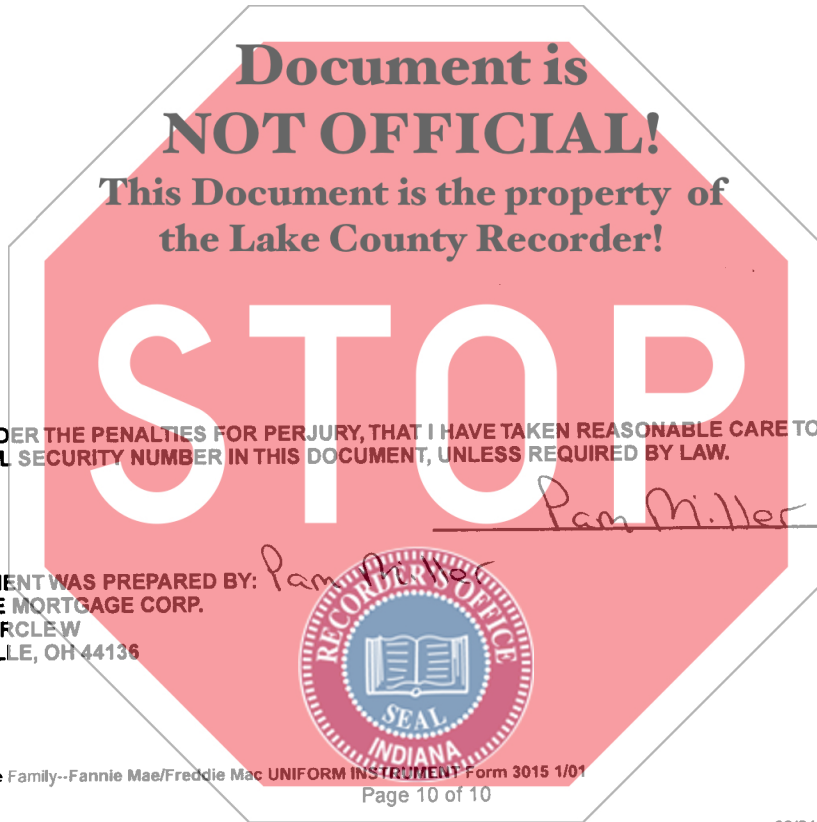 Document is
NOT OFFICIAL!
This Document is the property of
the Lake County Recorder!
STOP
DER THE PENALTIES FOR PERJURY, THAT I HAVE TAKEN REASONABLE CARE TO
L SECURITY NUMBER IN THIS DOCUMENT, UNLESS REQUIRED BY LAW.
Pam Miller
ENT WAS PREPARED BY: Pam Miller
E MORTGAGE CORP.
RCLE W
LLE, OH 44136
RECORDER'S OFFICE
SEAL
INDIANA
e Family--Fannie Mae/Freddie Mac UNIFORM INSTRUMENT Form 3015 1/01
Page 10 of 10